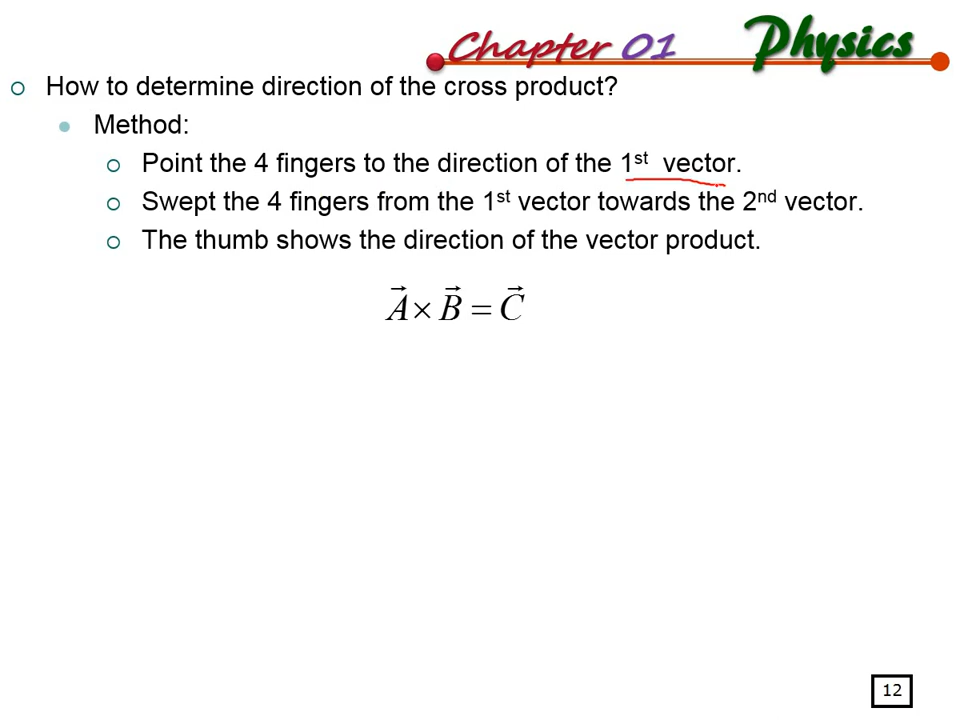 Chapter 01 Physics
How to determine direction of the cross product?
Method:
Point the 4 fingers to the direction of the 1st vector.
Swept the 4 fingers from the 1st vector towards the 2nd vector.
The thumb shows the direction of the vector product.
A⃗ × B⃗ = C⃗
12